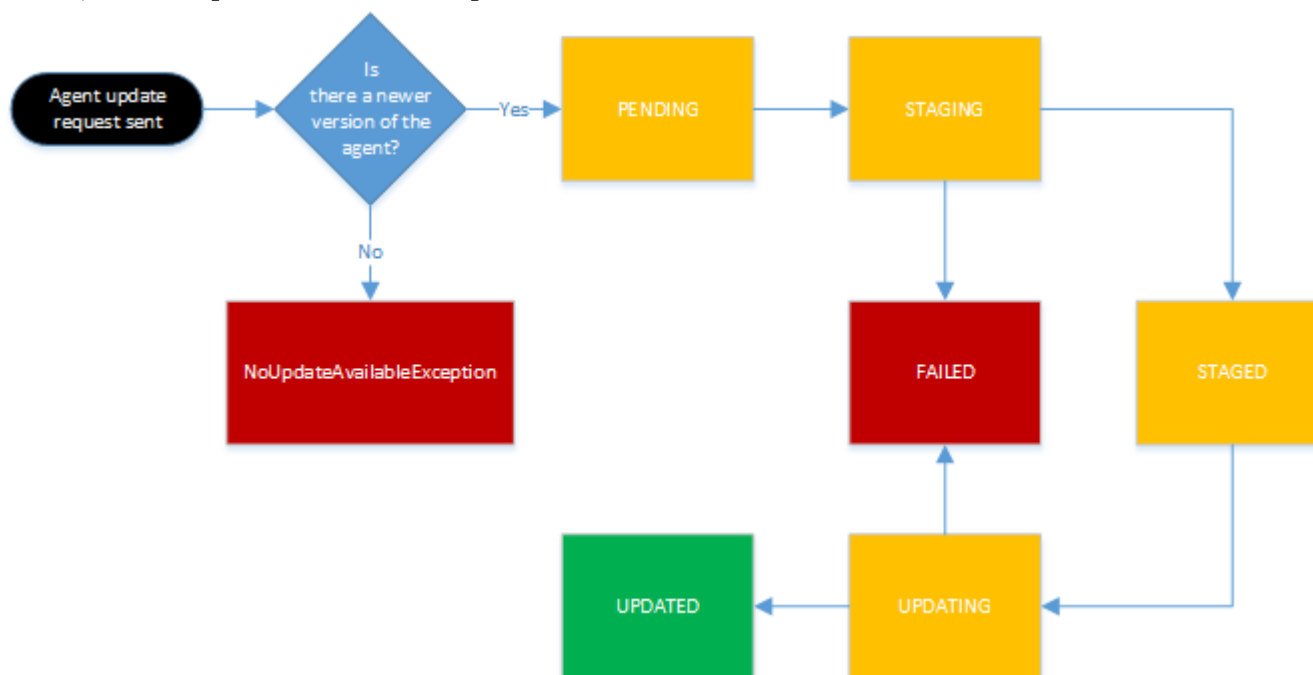 Agent update
request sent
Is
there a newer
version of the
agent?
Yes
PENDING
STAGING
No
NoUpdateAvailableException
FAILED
STAGED
UPDATED
UPDATING